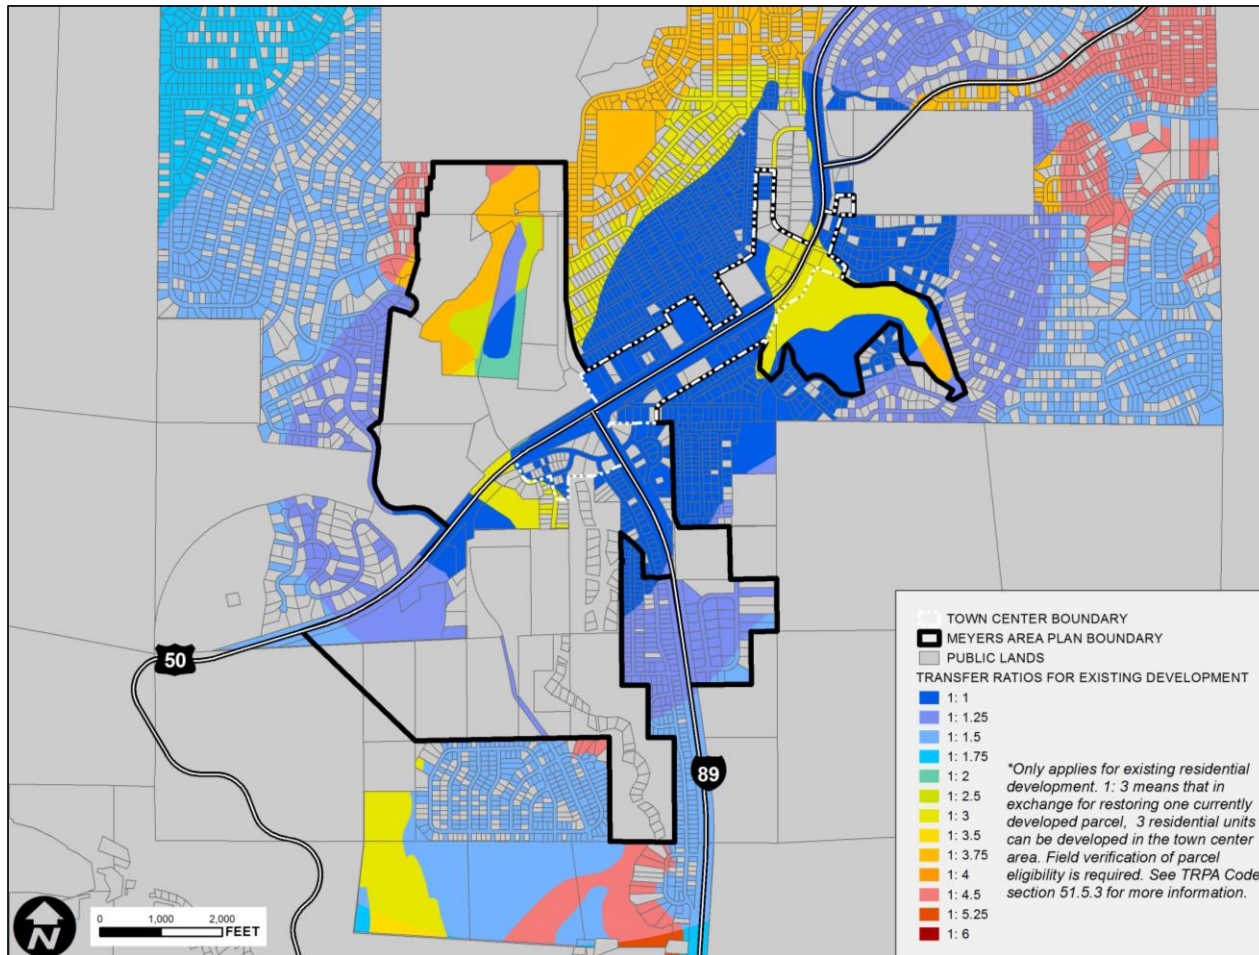 50
89
TOWN CENTER BOUNDARY
MEYERS AREA PLAN BOUNDARY
PUBLIC LANDS
TRANSFER RATIOS FOR EXISTING DEVELOPMENT
1: 1
1: 1.25
1: 1.5
1: 1.75
1: 2
1: 2.5
1: 3
1: 3.5
1: 3.75
1: 4
1: 4.5
1: 5.25
1: 6
*Only applies for existing residential
development. 1: 3 means that in
exchange for restoring one currently
developed parcel, 3 residential units
can be developed in the town center
area. Field verification of parcel
eligibility is required. See TRPA Code
section 51.5.3 for more information.
N
0 1,000 2,000
FEET